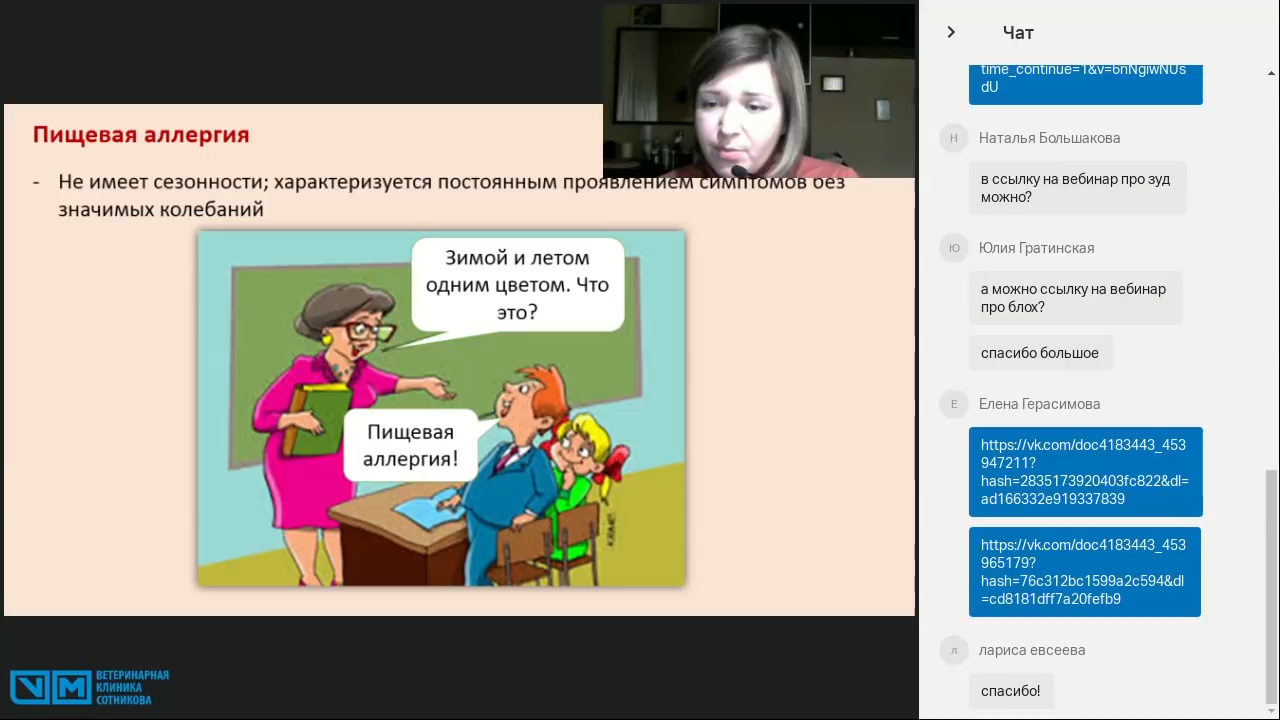 Пищевая аллергия
- Не имеет сезонности; характеризуется постоянным проявлением симптомов без
значимых колебаний
Зимой и летом
одним цветом. Что
это?
Пищевая
аллергия!
ВЕТЕРИНАРНАЯ
КЛИНИКА
СОТНИКОВА
Чат
time_continue=1&v=6nNgiwNUs
dU
Н Наталья Большакова
в ссылку на вебинар про зуд
можно?
Ю Юлия Гратинская
а можно ссылку на вебинар
про блох?
спасибо большое
Е Елена Герасимова
https://vk.com/doc4183443_453
947211?
hash=2835173920403fc822&dl=
ad166332e919337839
https://vk.com/doc4183443_453
965179?
hash=76c312bc1599a2c594&dl
=cd8181dff7a20fefb9
л лариса евсеева
спасибо!